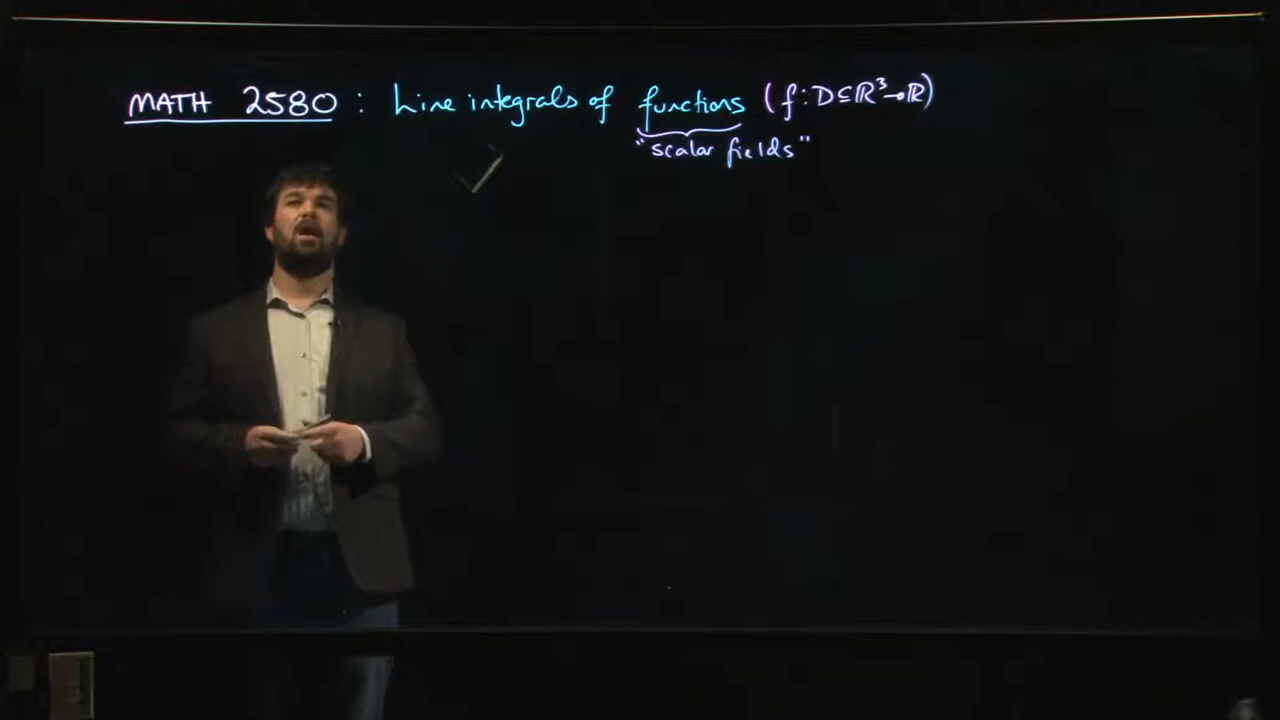 MATH 2580 : Line integrals of functions (f: D⊆ℝ³→ℝ)
"scalar fields"